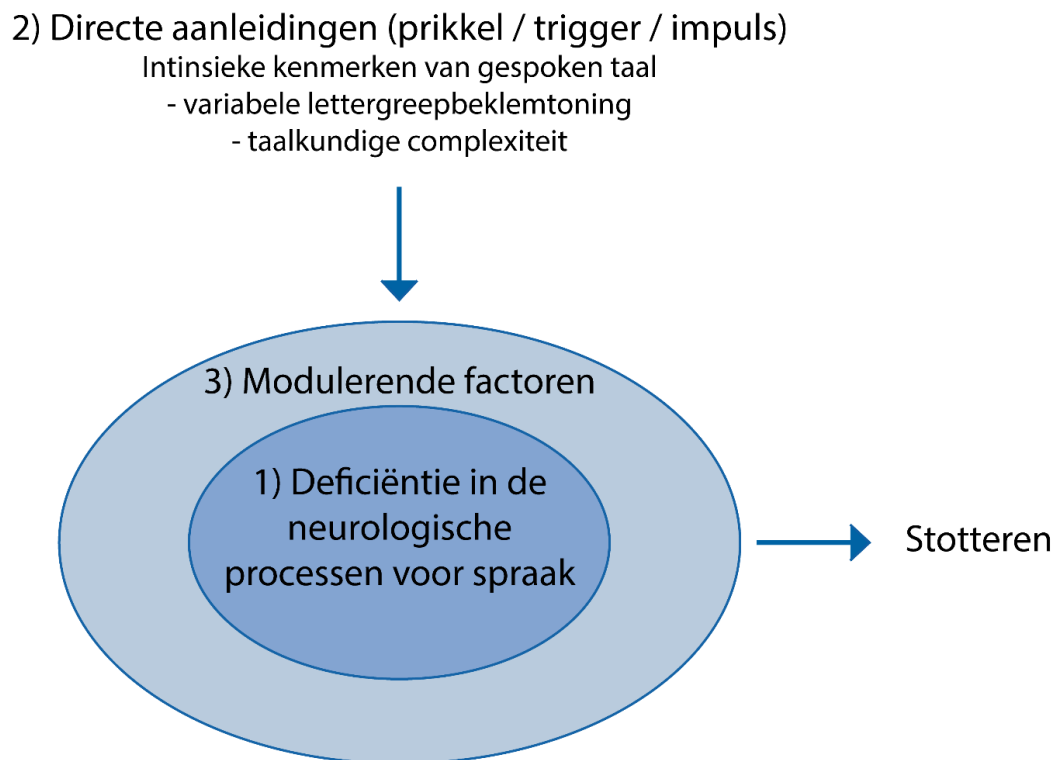 2) Directe aanleidingen (prikkel / trigger / impuls)
Intinsieke kenmerken van gespoken taal
- variabele lettergreepbeklemtoning
- taalkundige complexiteit
3) Modulerende factoren
1) Deficiëntie in de
neurologische
processen voor spraak
Stotteren